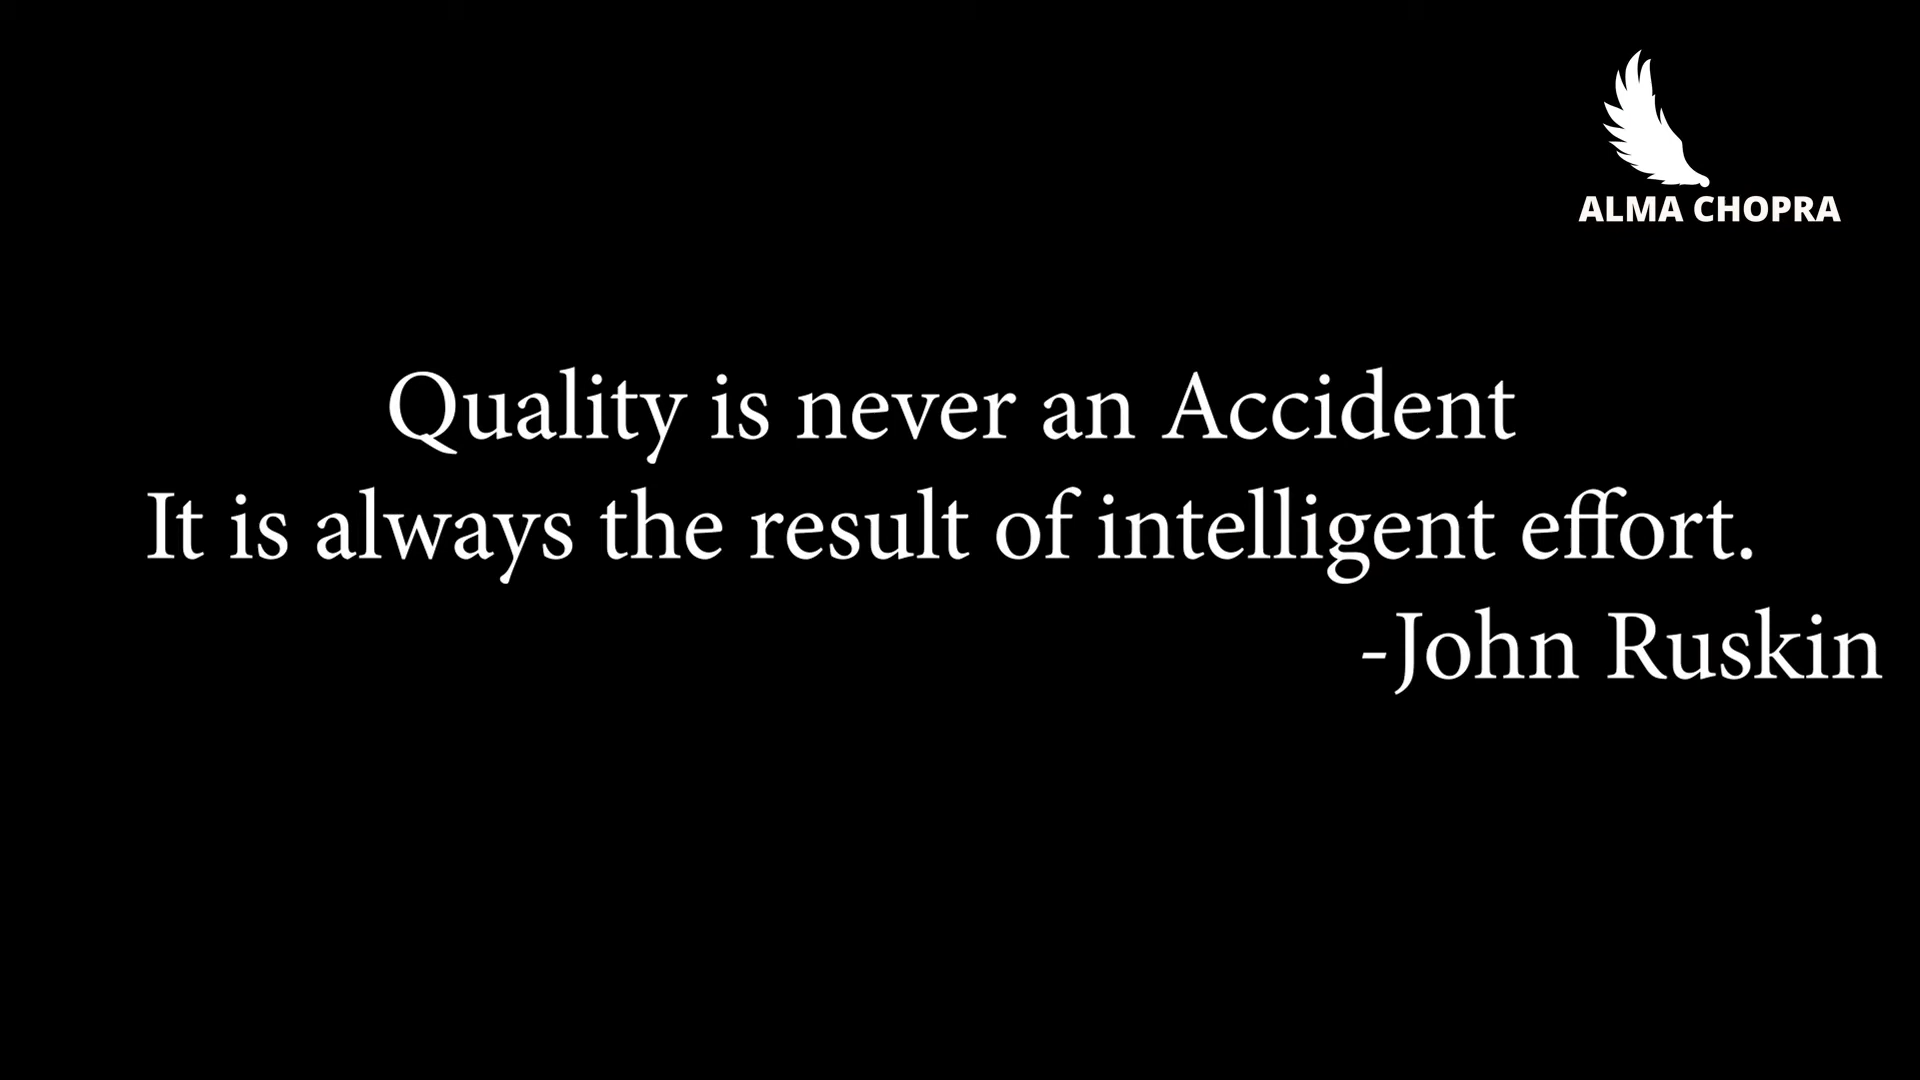 ALMA CHOPRA
Quality is never an Accident
It is always the result of intelligent effort.
-John Ruskin